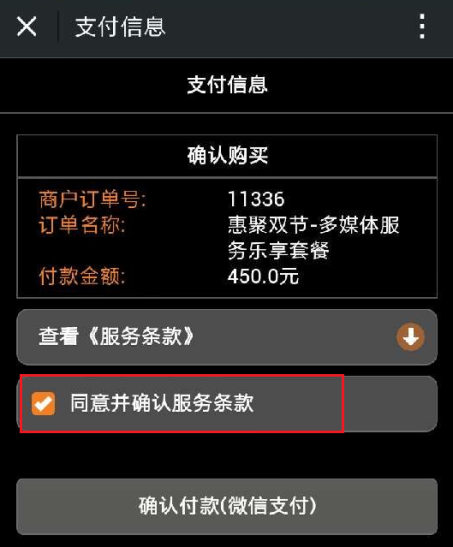 支付信息
支付信息
确认购买
商户订单号: 11336
订单名称: 惠聚双节-多媒体服
务乐享套餐
付款金额: 450.0元
查看《服务条款》
同意并确认服务条款
确认付款(微信支付)